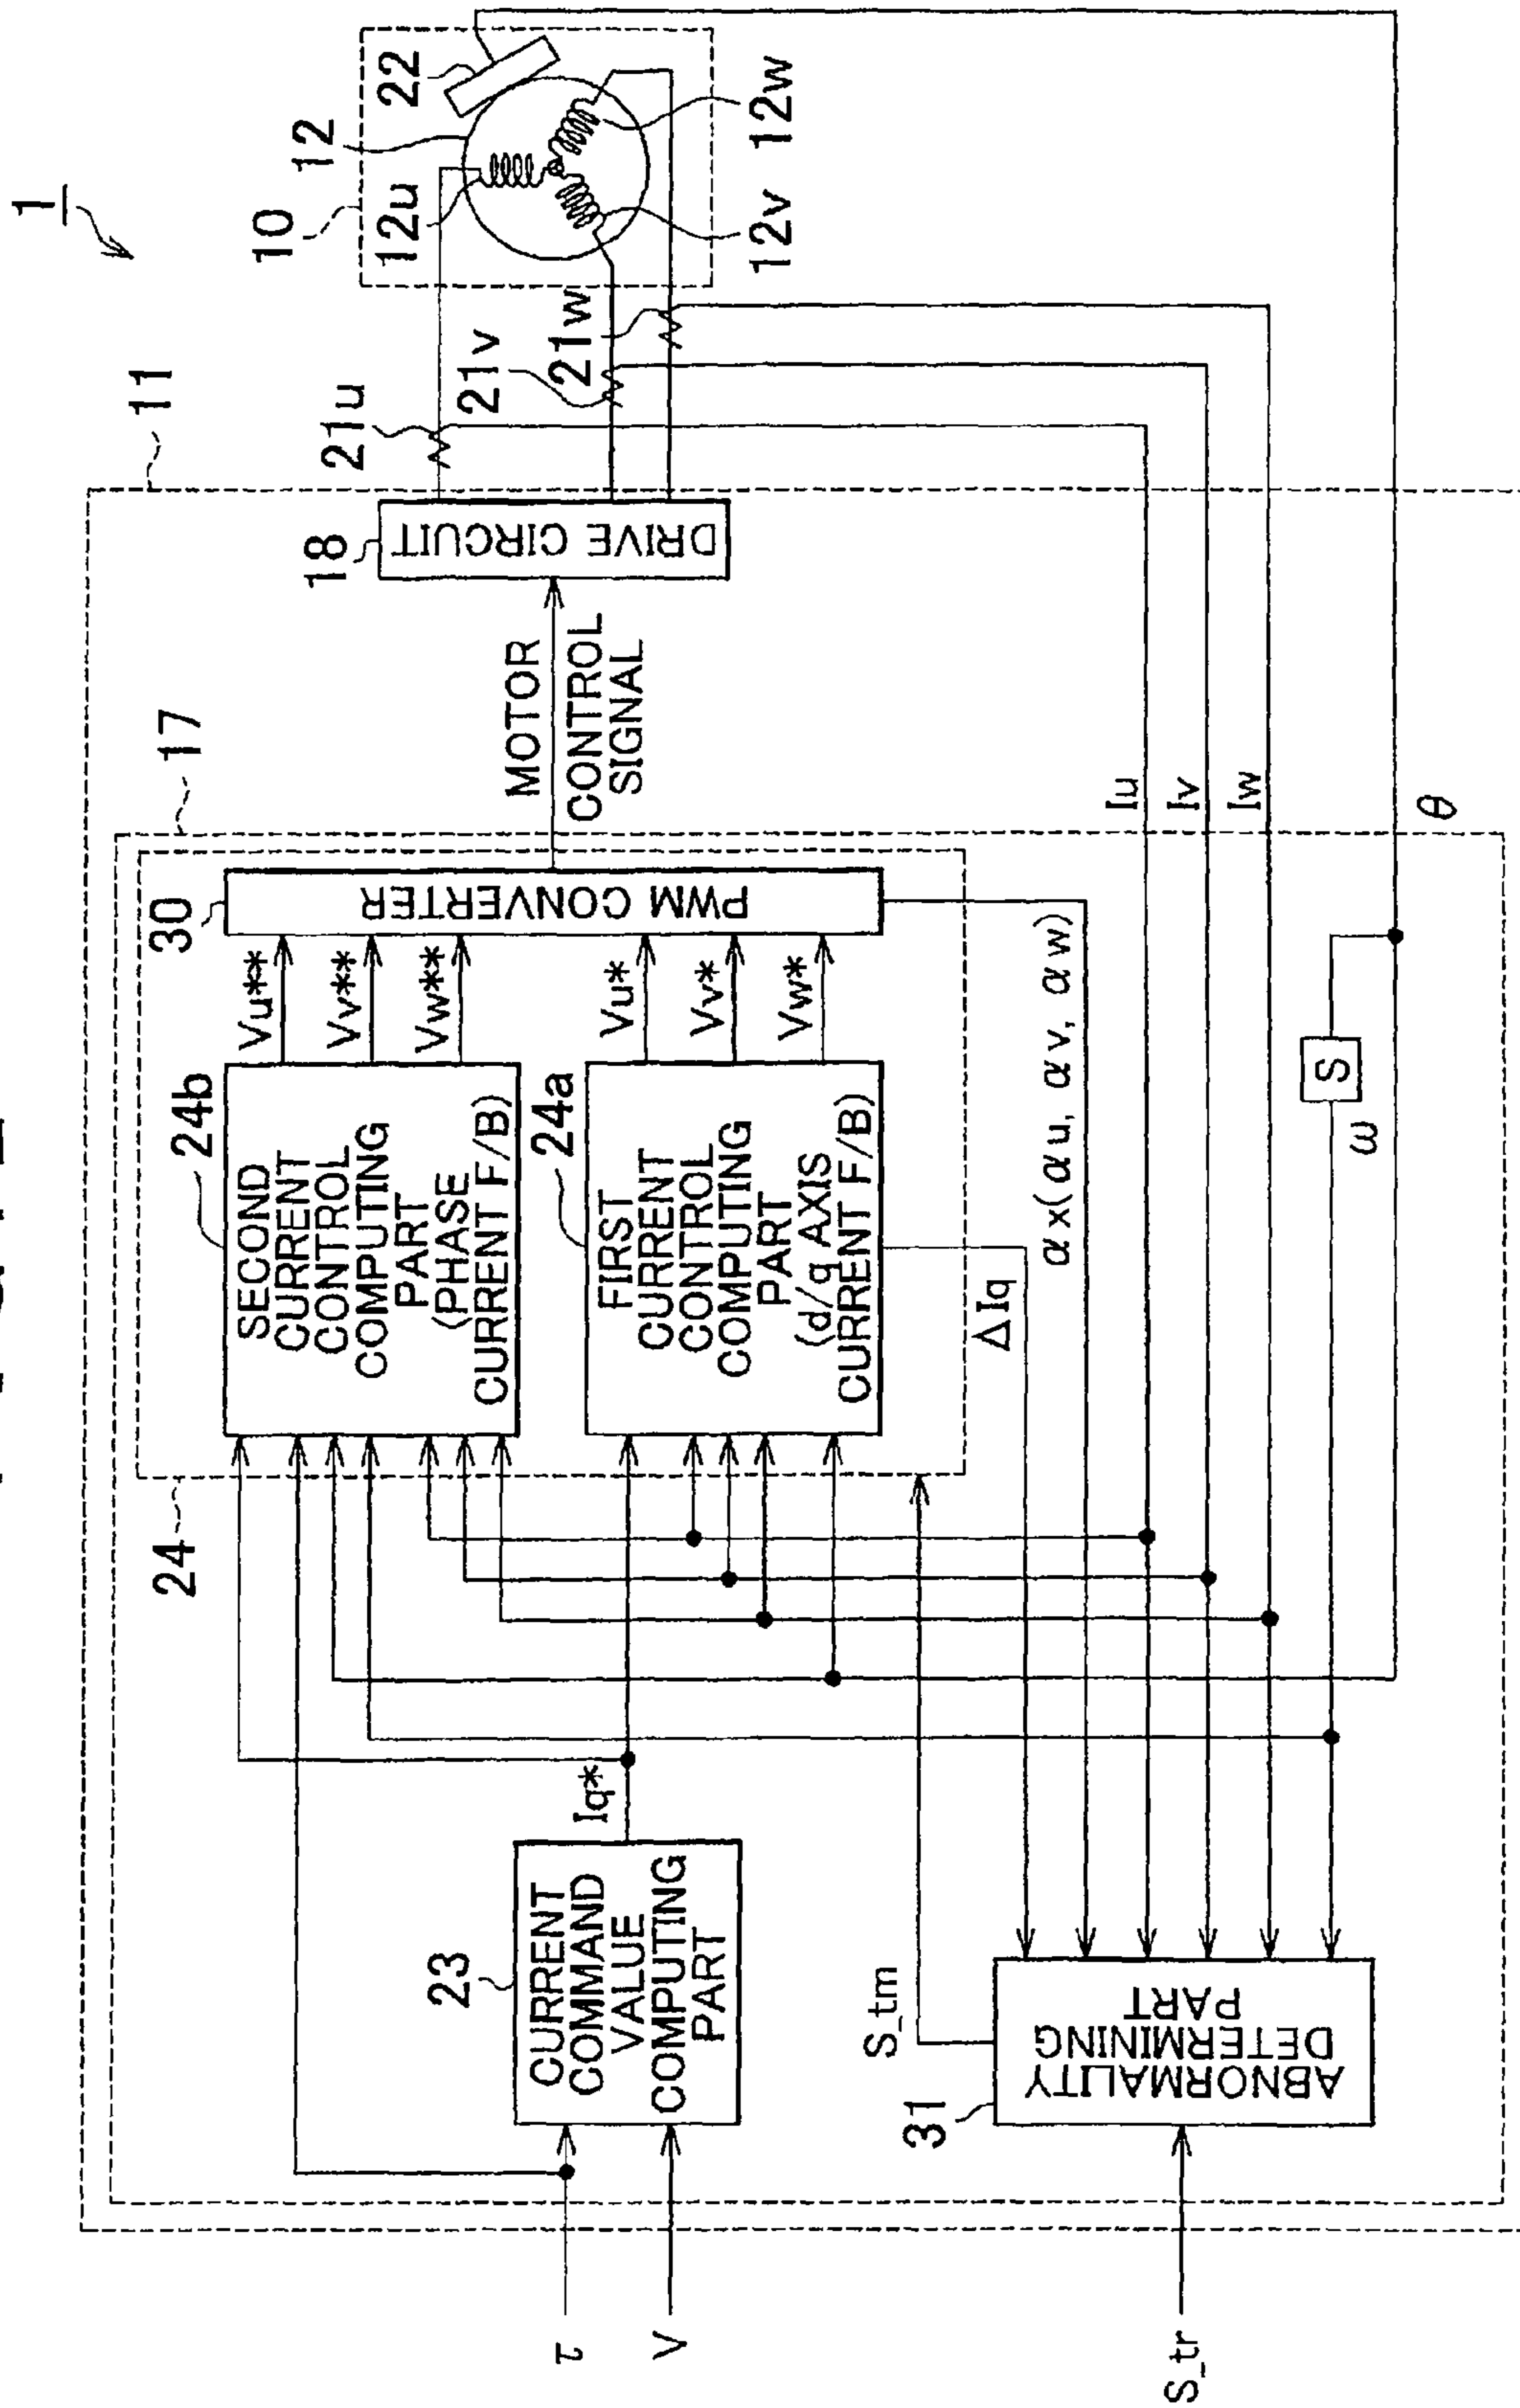 1
11
10
12
22
12u
12v
12w
21u
21v
21w
17
18
DRIVE CIRCUIT
MOTOR
CONTROL
SIGNAL
24
24b
SECOND
CURRENT
CONTROL
COMPUTING
PART
(PHASE
CURRENT F/B)
Vu**
Vv**
Vw**
30
PWM CONVERTER
24a
FIRST
CURRENT
CONTROL
COMPUTING
PART
(d/q AXIS
CURRENT F/B)
Vu*
Vv*
Vw*
23
CURRENT
COMMAND
VALUE
COMPUTING
PART
Iq*
τ
V
ΔIq
αx(αu, αv, αw)
Iu
Iv
Iw
θ
S
ω
S_tm
31
ABNORMALITY
DETERMINING
PART
S_tr